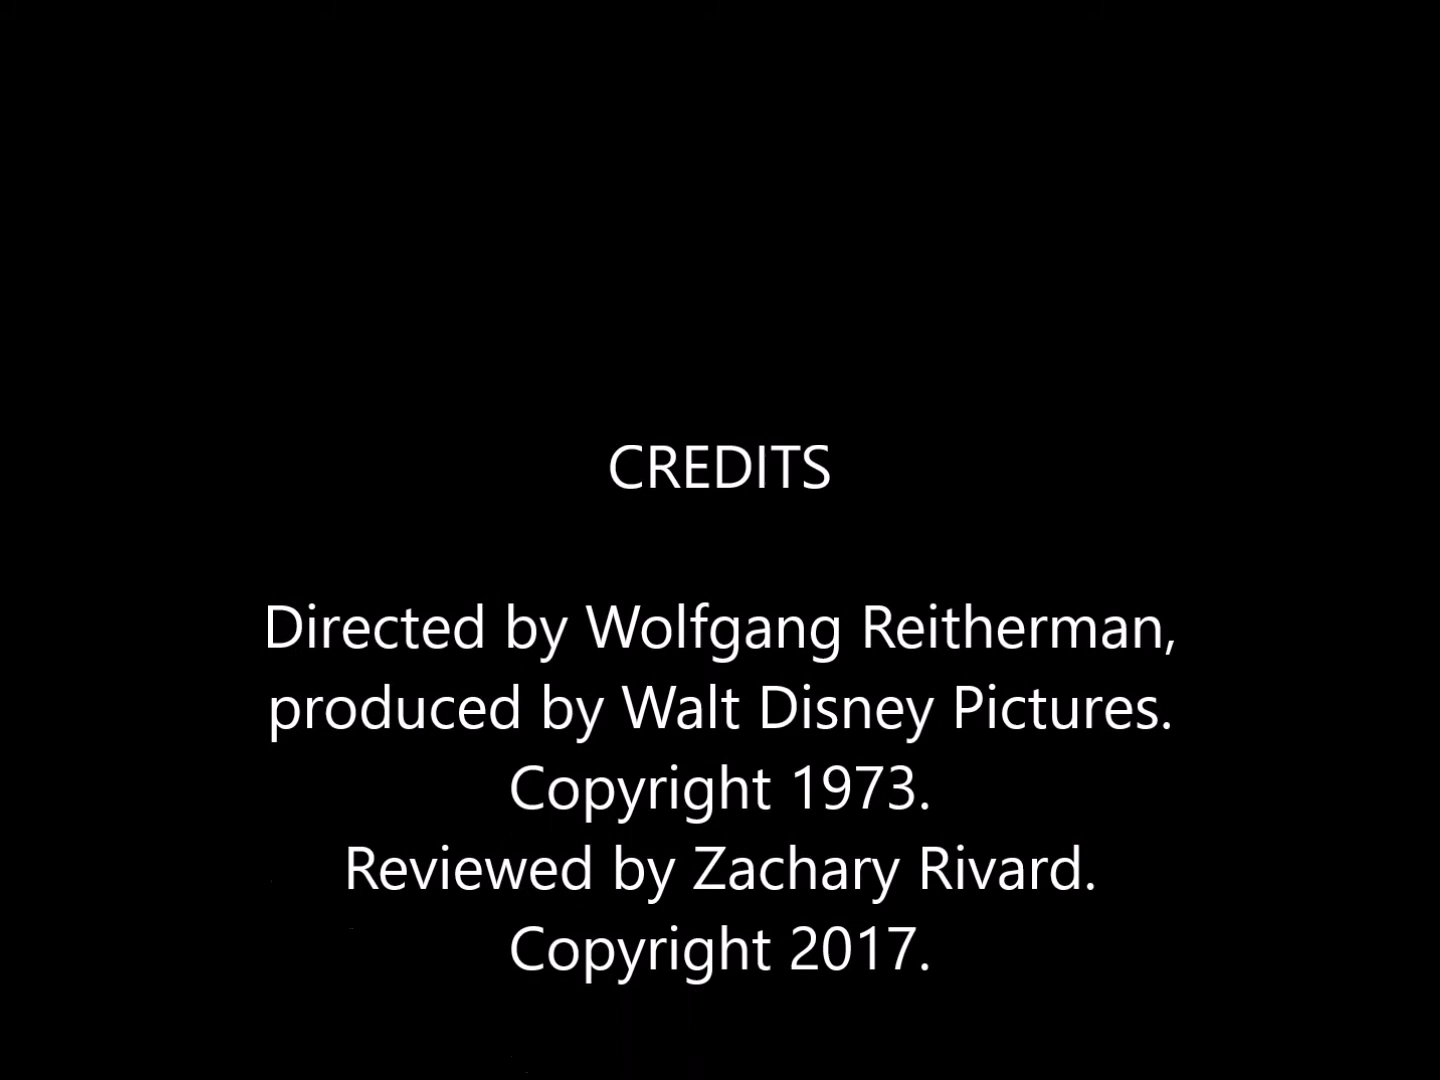 CREDITS
Directed by Wolfgang Reitherman,
produced by Walt Disney Pictures.
Copyright 1973.
Reviewed by Zachary Rivard.
Copyright 2017.